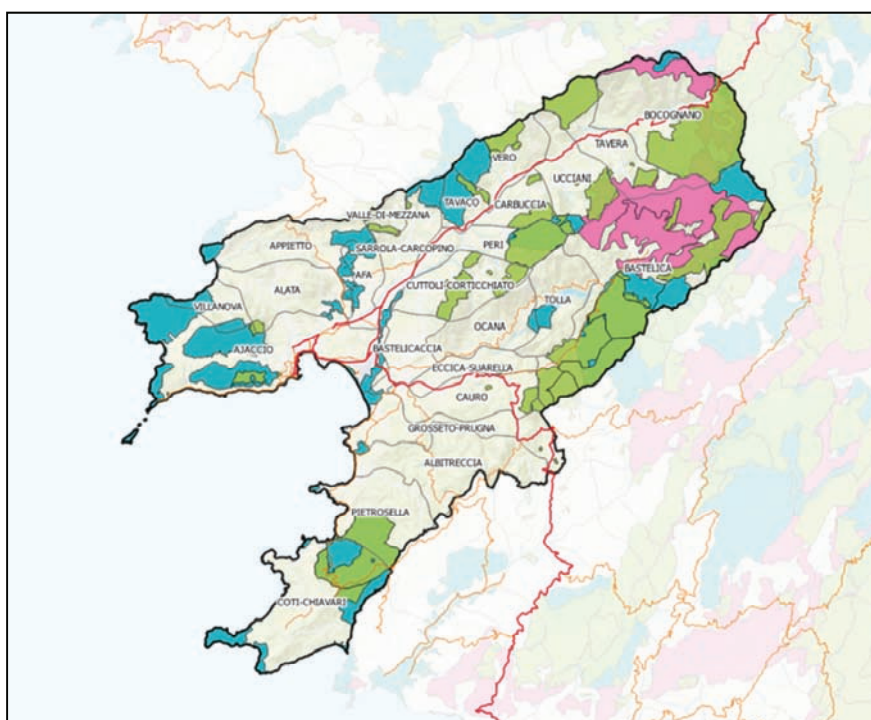 BOCOGNANO
TAVERA
VERO
UCCIANI
TAVACO
CARBUCCIA
VALLE-DI-MEZZANA
APPIETTO
SARROLA-CARCOPINO
PERI
BASTELICA
AFA
ALATA
CUTTOLI-CORTICCHIATO
TOLLA
VILLANOVA
OCANA
AJACCIO
BASTELICACCIA
ECCICA-SUARELLA
CAURO
GROSSETO-PRUGNA
ALBITRECCIA
PIETROSELLA
COTI-CHIAVARI